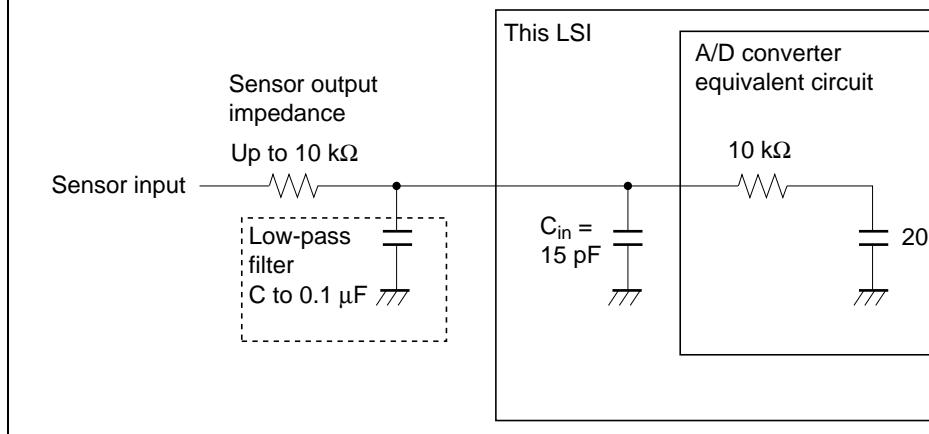 This LSI
A/D converter
equivalent circuit
Sensor output
impedance
Up to 10 kΩ
10 kΩ
Sensor input
Low-pass
filter
C to 0.1 μF
Cin =
15 pF
20